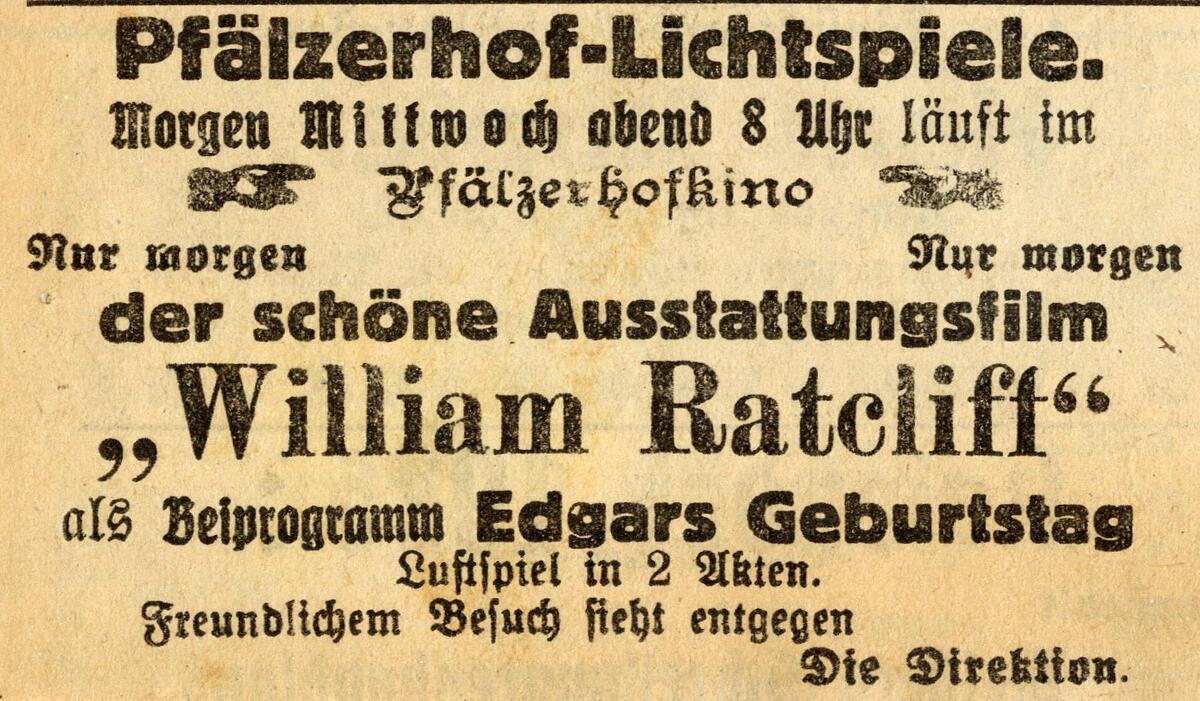 Pfälzerhof-Lichtspiele.
Morgen Mittwoch abend 8 Uhr läuft im
Pfälzerhofkino
Nur morgen Nur morgen
der schöne Ausstattungsfilm
„William Ratcliff“
als Beiprogramm Edgars Geburtstag
Lustspiel in 2 Akten.
Freundlichem Besuch sieht entgegen
Die Direktion.